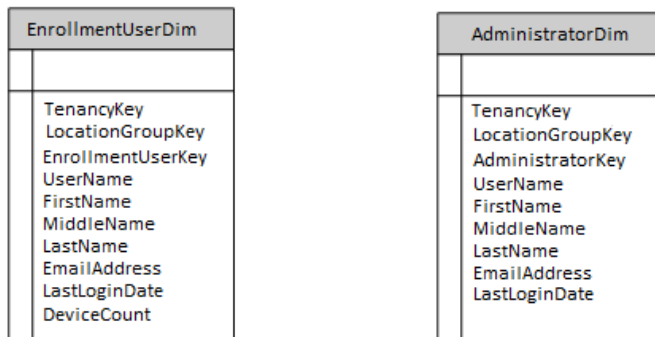 EnrollmentUserDim
TenancyKey
LocationGroupKey
EnrollmentUserKey
UserName
FirstName
MiddleName
LastName
EmailAddress
LastLoginDate
DeviceCount
AdministratorDim
TenancyKey
LocationGroupKey
AdministratorKey
UserName
FirstName
MiddleName
LastName
EmailAddress
LastLoginDate